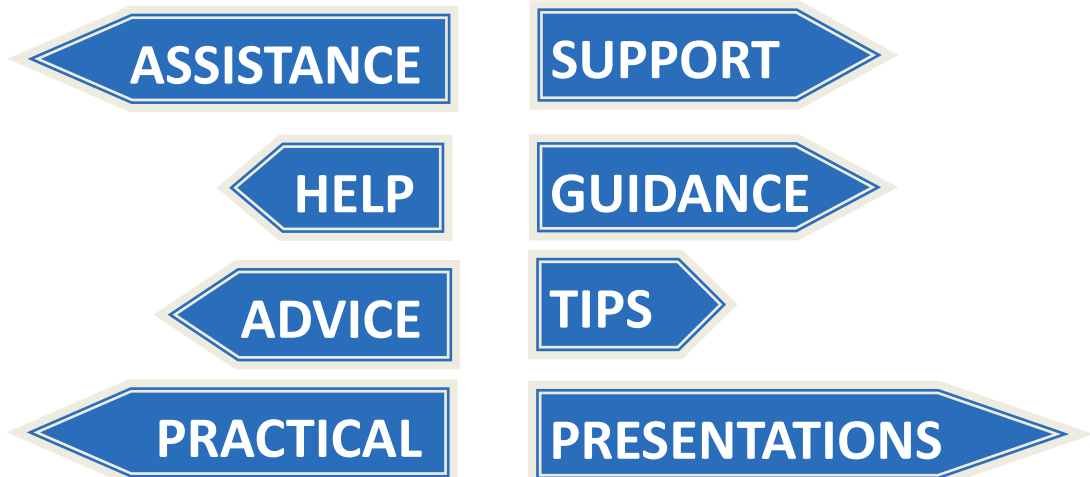 ASSISTANCE
SUPPORT
HELP
GUIDANCE
ADVICE
TIPS
PRACTICAL
PRESENTATIONS